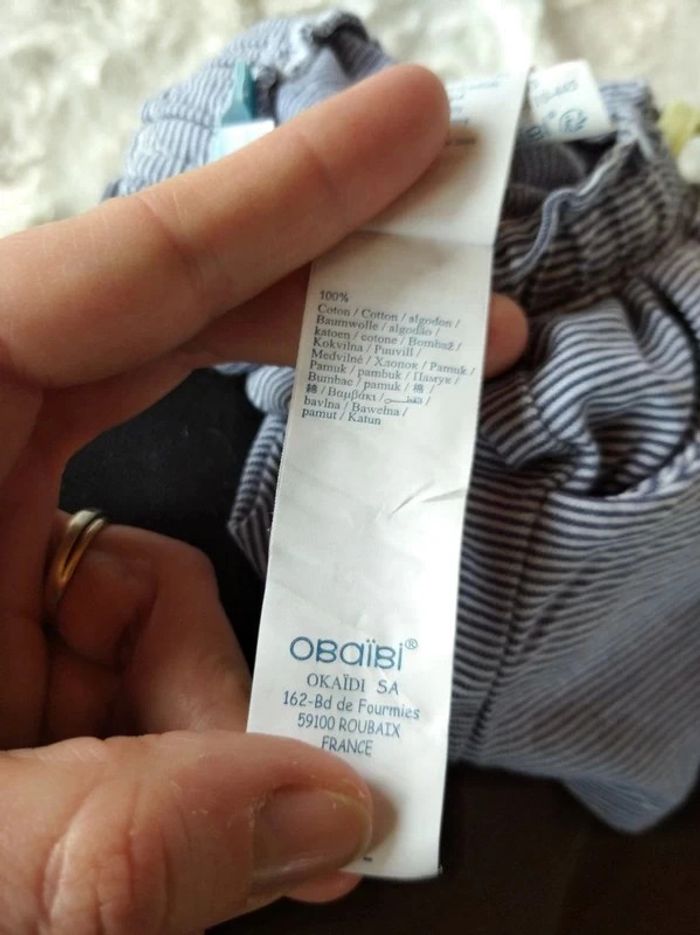 100%
Coton / Cotton / algodon /
Baumwolle / algodão /
katoen / cotone / Bombaž /
Kokvilna / Puuvill /
Medvilnė / Хлопок / Pamuk /
Pamuk / pambuk / Памук /
Bumbac / pamuk / 棉 /
綿 / Βαμβάκι / /
bavlna / Bawełna /
pamut / Katun
OBaïBi®
OKAÏDI SA
162-Bd de Fourmies
59100 ROUBAIX
FRANCE